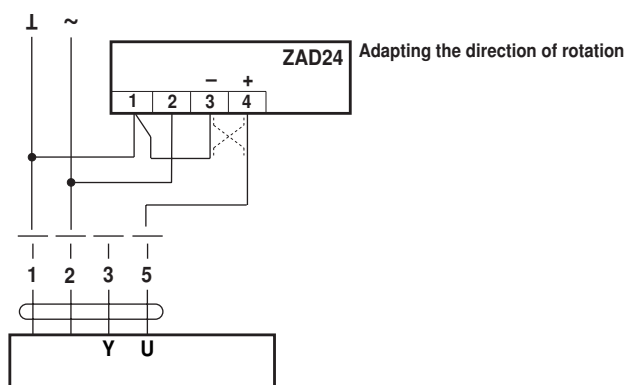 ⊥ ~
ZAD24 Adapting the direction of rotation
– +
1 2 3 4
1 2 3 5
Y U